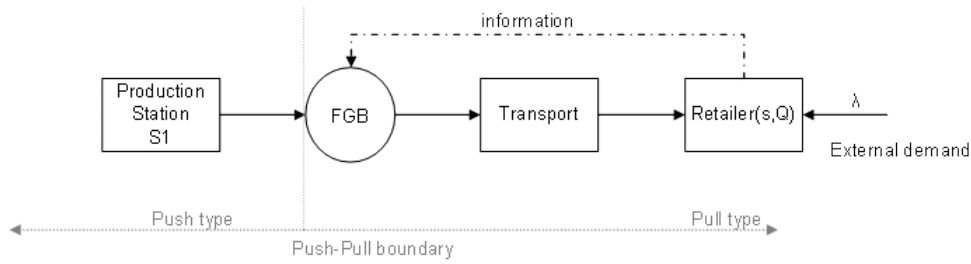 information
Production
Station
S1
FGB
Transport
Retailer(s,Q)
λ
External demand
Push type
Pull type
Push-Pull boundary